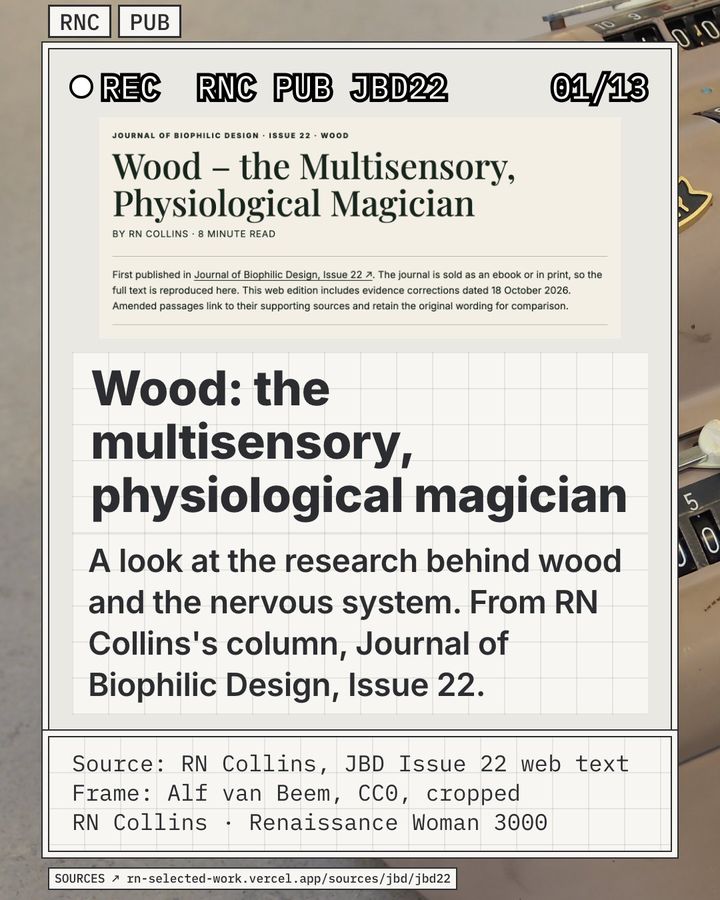 RNC PUB
REC RNC PUB JBD22 01/13
JOURNAL OF BIOPHILIC DESIGN · ISSUE 22 · WOOD
Wood – the Multisensory,
Physiological Magician
BY RN COLLINS · 8 MINUTE READ
First published in Journal of Biophilic Design, Issue 22 ↗. The journal is sold as an ebook or in print, so the
full text is reproduced here. This web edition includes evidence corrections dated 18 October 2026.
Amended passages link to their supporting sources and retain the original wording for comparison.
Wood: the
multisensory,
physiological magician
A look at the research behind wood
and the nervous system. From RN
Collins's column, Journal of
Biophilic Design, Issue 22.
5
0
Source: RN Collins, JBD Issue 22 web text
Frame: Alf van Beem, CC0, cropped
RN Collins · Renaissance Woman 3000
SOURCES ↗ rn-selected-work.vercel.app/sources/jbd/jbd22